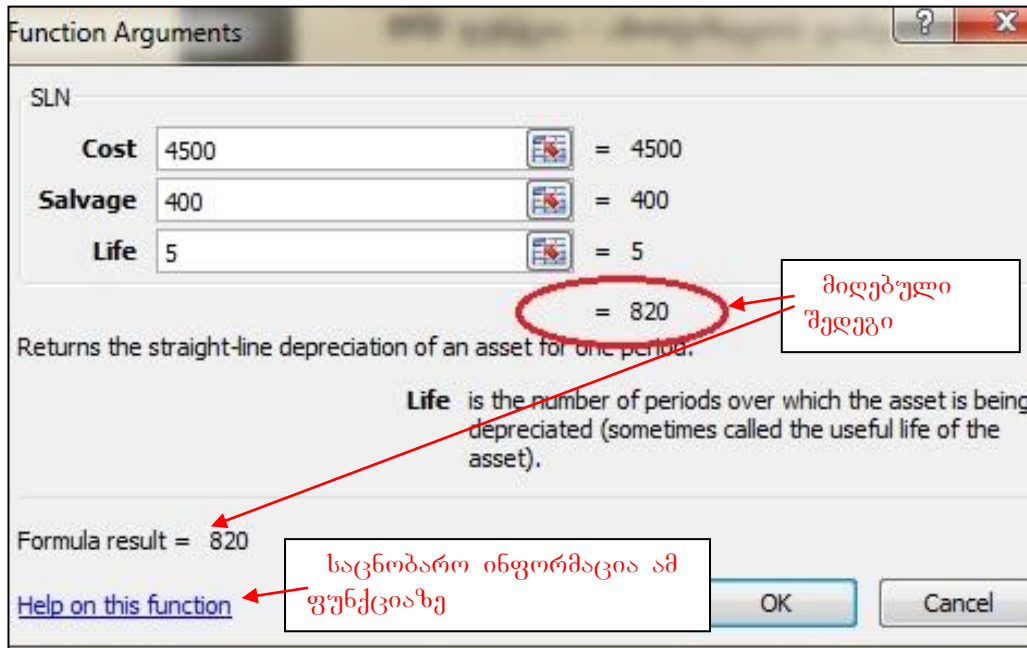 Function Arguments
SLN
Cost 4500 = 4500
Salvage 400 = 400
Life 5 = 5
= 820
მიღებული
შედეგი
Returns the straight-line depreciation of an asset for one period.
Life is the number of periods over which the asset is being
depreciated (sometimes called the useful life of the
asset).
Formula result = 820
საცნობარო ინფორმაცია ამ
ფუნქციაზე
Help on this function
OK
Cancel